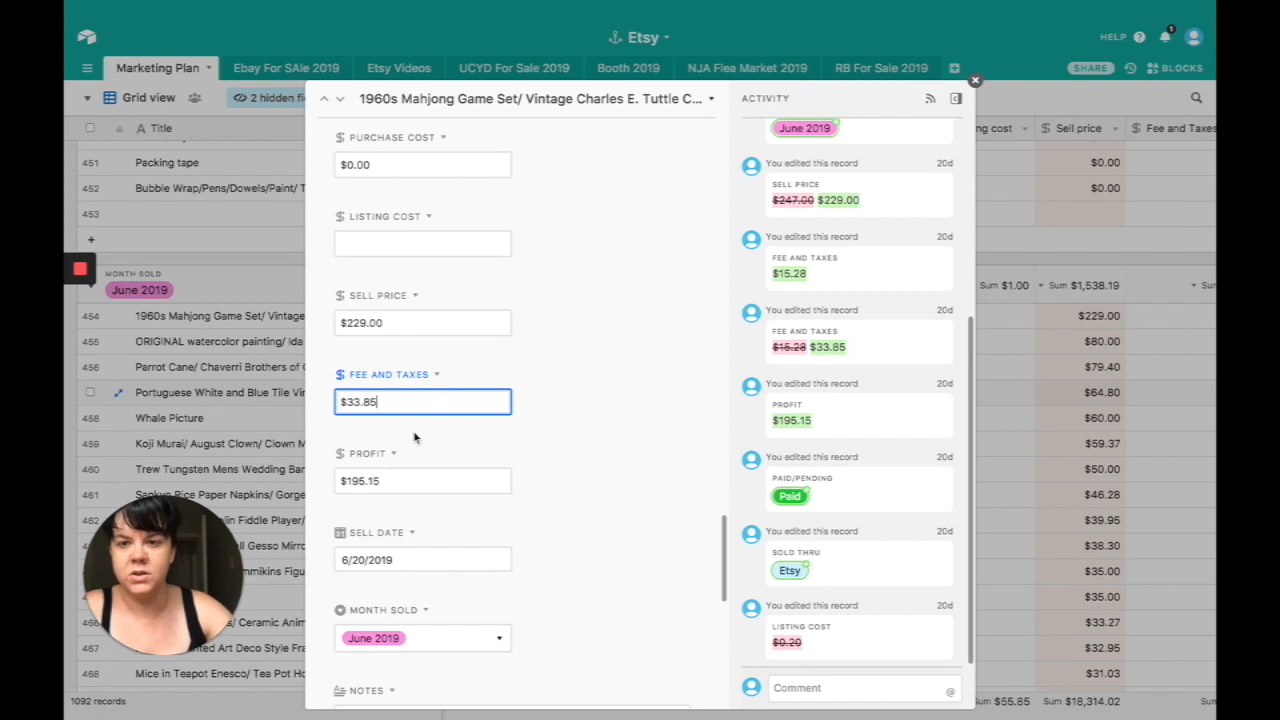 Etsy
HELP
1
Marketing Plan
Ebay For SAle 2019
Etsy Videos
UCYD For Sale 2019
Booth 2019
NJA Flea Market 2019
RB For Sale 2019
SHARE
BLOCKS
Grid view
2 hidden fi
1960s Mahjong Game Set/ Vintage Charles E. Tuttle C...
ACTIVITY
Title
ng cost
Sell price
Fee and Taxes
451 Packing tape $0.00
452 Bubble Wrap/Pens/Dowels/Paint/ T $0.00
453
+
MONTH SOLD
June 2019
Sum $1.00
Sum $1,538.19
Su
454 1960s Mahjong Game Set/ Vintage $229.00
455 ORIGINAL watercolor painting/ Ida $80.00
456 Parrot Cane/ Chaverri Brothers of $79.40
Portuguese White and Blue Tile Vin $64.80
458 Whale Picture $60.00
459 Koji Murai/ August Clown/ Clown M $59.37
460 Trew Tungsten Mens Wedding Ban $50.00
461 Rice Paper Napkins/ Gorge $46.28
462 Fiddle Player/ $39.95
Gesso Mirro $38.30
Figu $35.00
$35.00
Ceramic Anim $33.27
467 Art Deco Style Fra $32.95
468 Mice in Teapot Enesco/ Tea Pot Ho $31.03
1092 records
Sum $55.85
Sum $18,314.02
PURCHASE COST
$0.00
LISTING COST
SELL PRICE
$229.00
FEE AND TAXES
$33.85
PROFIT
$195.15
SELL DATE
6/20/2019
MONTH SOLD
June 2019
NOTES
June 2019
You edited this record 20d
SELL PRICE
$247.00 $229.00
You edited this record 20d
FEE AND TAXES
$15.28
You edited this record 20d
FEE AND TAXES
$15.28 $33.85
You edited this record 20d
PROFIT
$195.15
You edited this record 20d
PAID/PENDING
Paid
You edited this record 20d
SOLD THRU
Etsy
You edited this record 20d
LISTING COST
$0.20
Comment
@